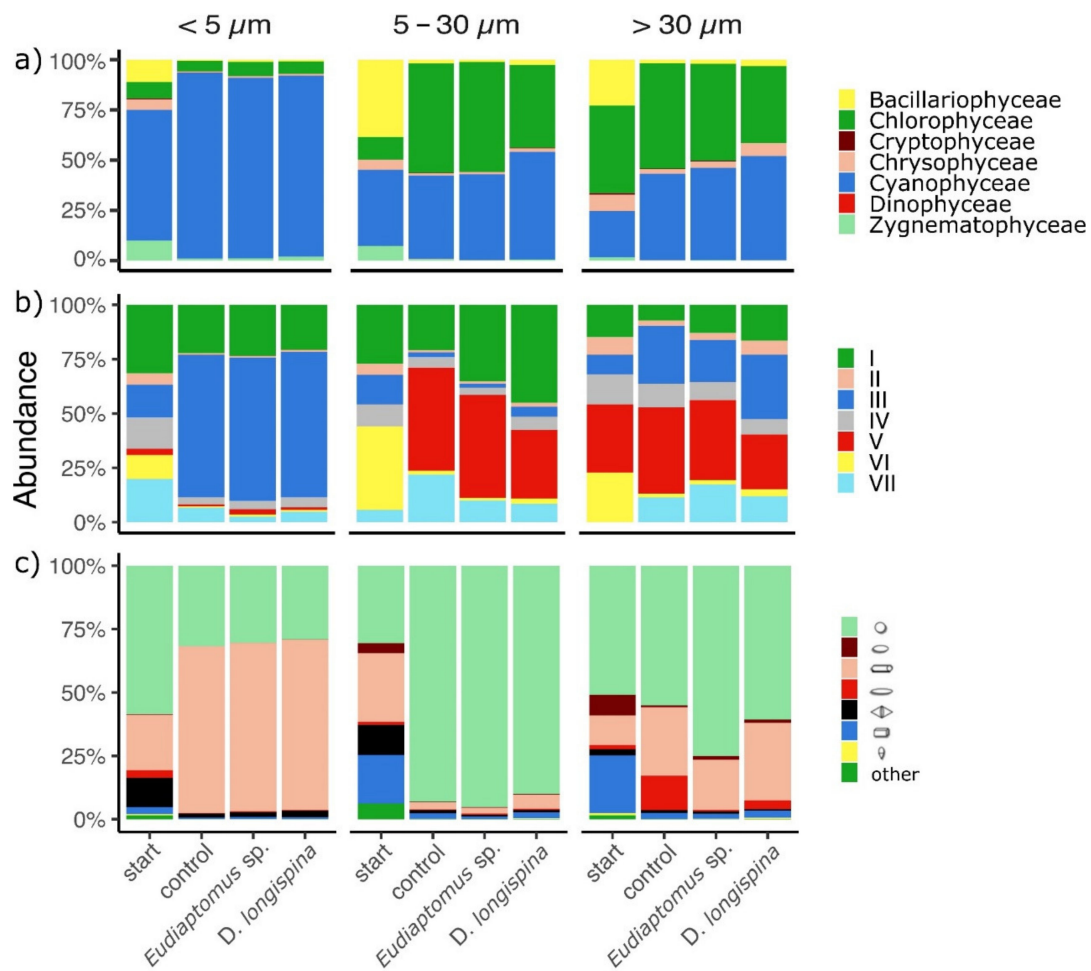 < 5 µm 5 – 30 µm > 30 µm
a)
100%
75%
50%
25%
0%
Bacillariophyceae
Chlorophyceae
Cryptophyceae
Chrysophyceae
Cyanophyceae
Dinophyceae
Zygnematophyceae
b)
Abundance
100%
75%
50%
25%
0%
I
II
III
IV
V
VI
VII
c)
100%
75%
50%
25%
0%
other
start
control
Eudiaptomus sp.
D. longispina
start
control
Eudiaptomus sp.
D. longispina
start
control
Eudiaptomus sp.
D. longispina